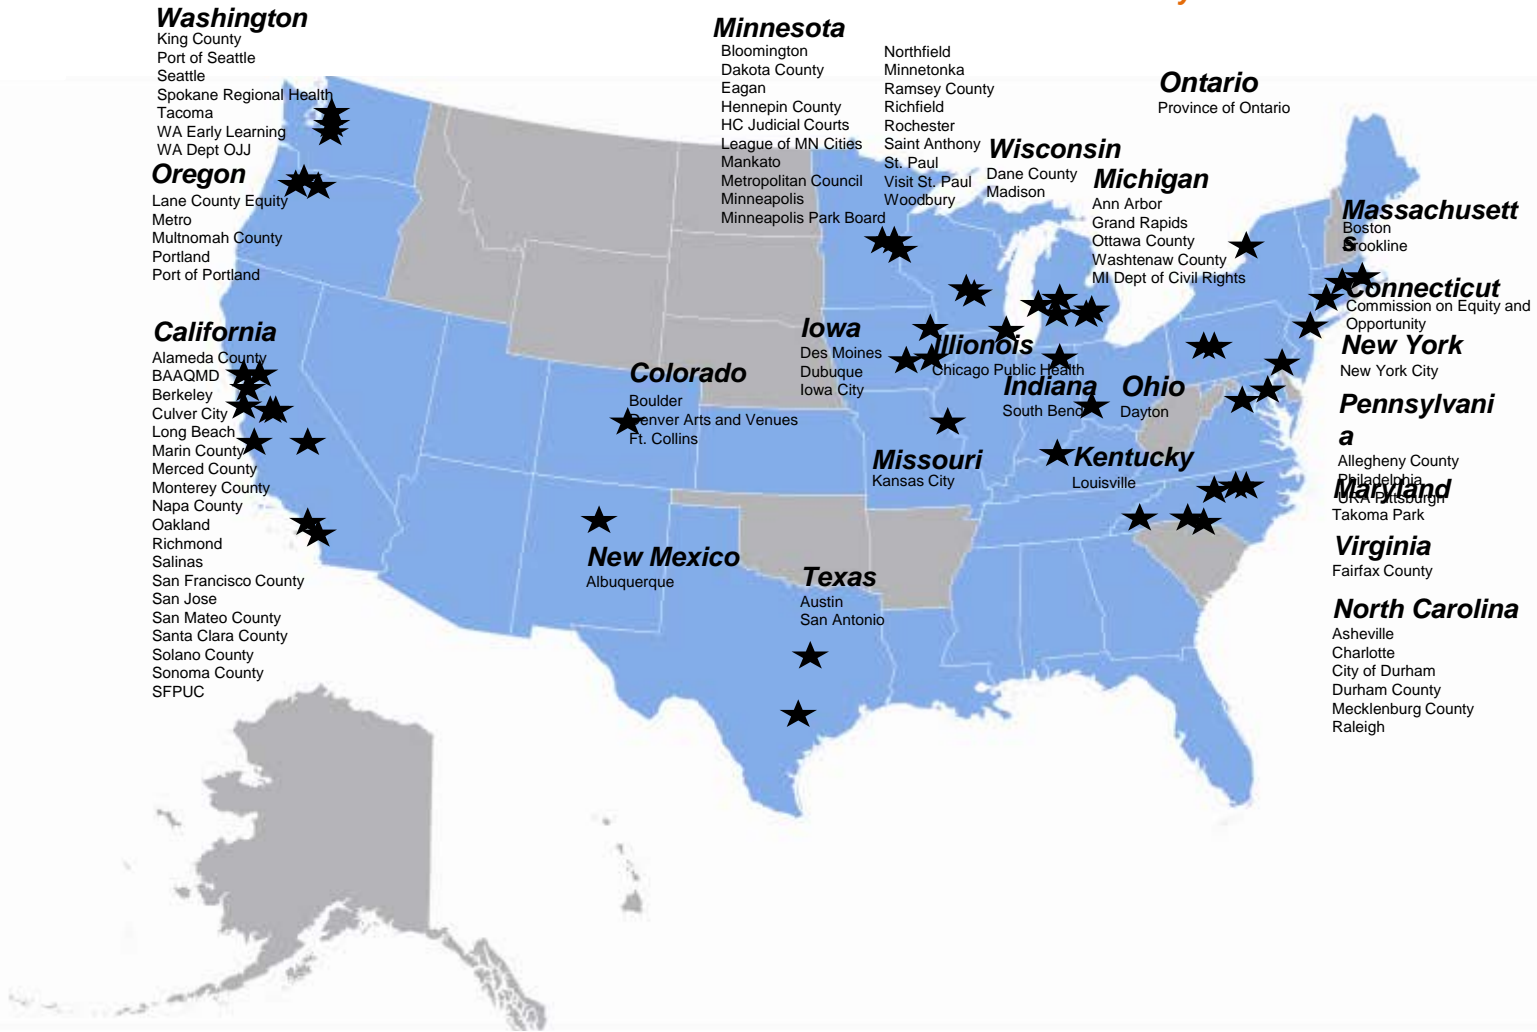 Washington
King County
Port of Seattle
Seattle
Spokane Regional Health
Tacoma
WA Early Learning
WA Dept OJJ
Oregon
Lane County Equity
Metro
Multnomah County
Portland
Port of Portland
California
Alameda County
BAAQMD
Berkeley
Culver City
Long Beach
Marin County
Merced County
Monterey County
Napa County
Oakland
Richmond
Salinas
San Francisco County
San Jose
San Mateo County
Santa Clara County
Solano County
Sonoma County
SFPUC
Minnesota
Bloomington
Dakota County
Eagan
Hennepin County
HC Judicial Courts
League of MN Cities
Mankato
Metropolitan Council
Minneapolis
Minneapolis Park Board
Northfield
Minnetonka
Ramsey County
Richfield
Rochester
Saint Anthony
St. Paul
Visit St. Paul
Woodbury
Wisconsin
Dane County
Madison
Ontario
Province of Ontario
Michigan
Ann Arbor
Grand Rapids
Ottawa County
Washtenaw County
MI Dept of Civil Rights
Iowa
Des Moines
Dubuque
Iowa City
Illionois
Chicago Public Health
Indiana
South Bend
Ohio
Dayton
Colorado
Boulder
Denver Arts and Venues
Ft. Collins
Missouri
Kansas City
Kentucky
Louisville
New Mexico
Albuquerque
Texas
Austin
San Antonio
Massachusett
s
Boston
Brookline
Connecticut
Commission on Equity and
Opportunity
New York
New York City
Pennsylvani
a
Allegheny County
Philadelphia
URA Pittsburgh
Maryland
Takoma Park
Virginia
Fairfax County
North Carolina
Asheville
Charlotte
City of Durham
Durham County
Mecklenburg County
Raleigh